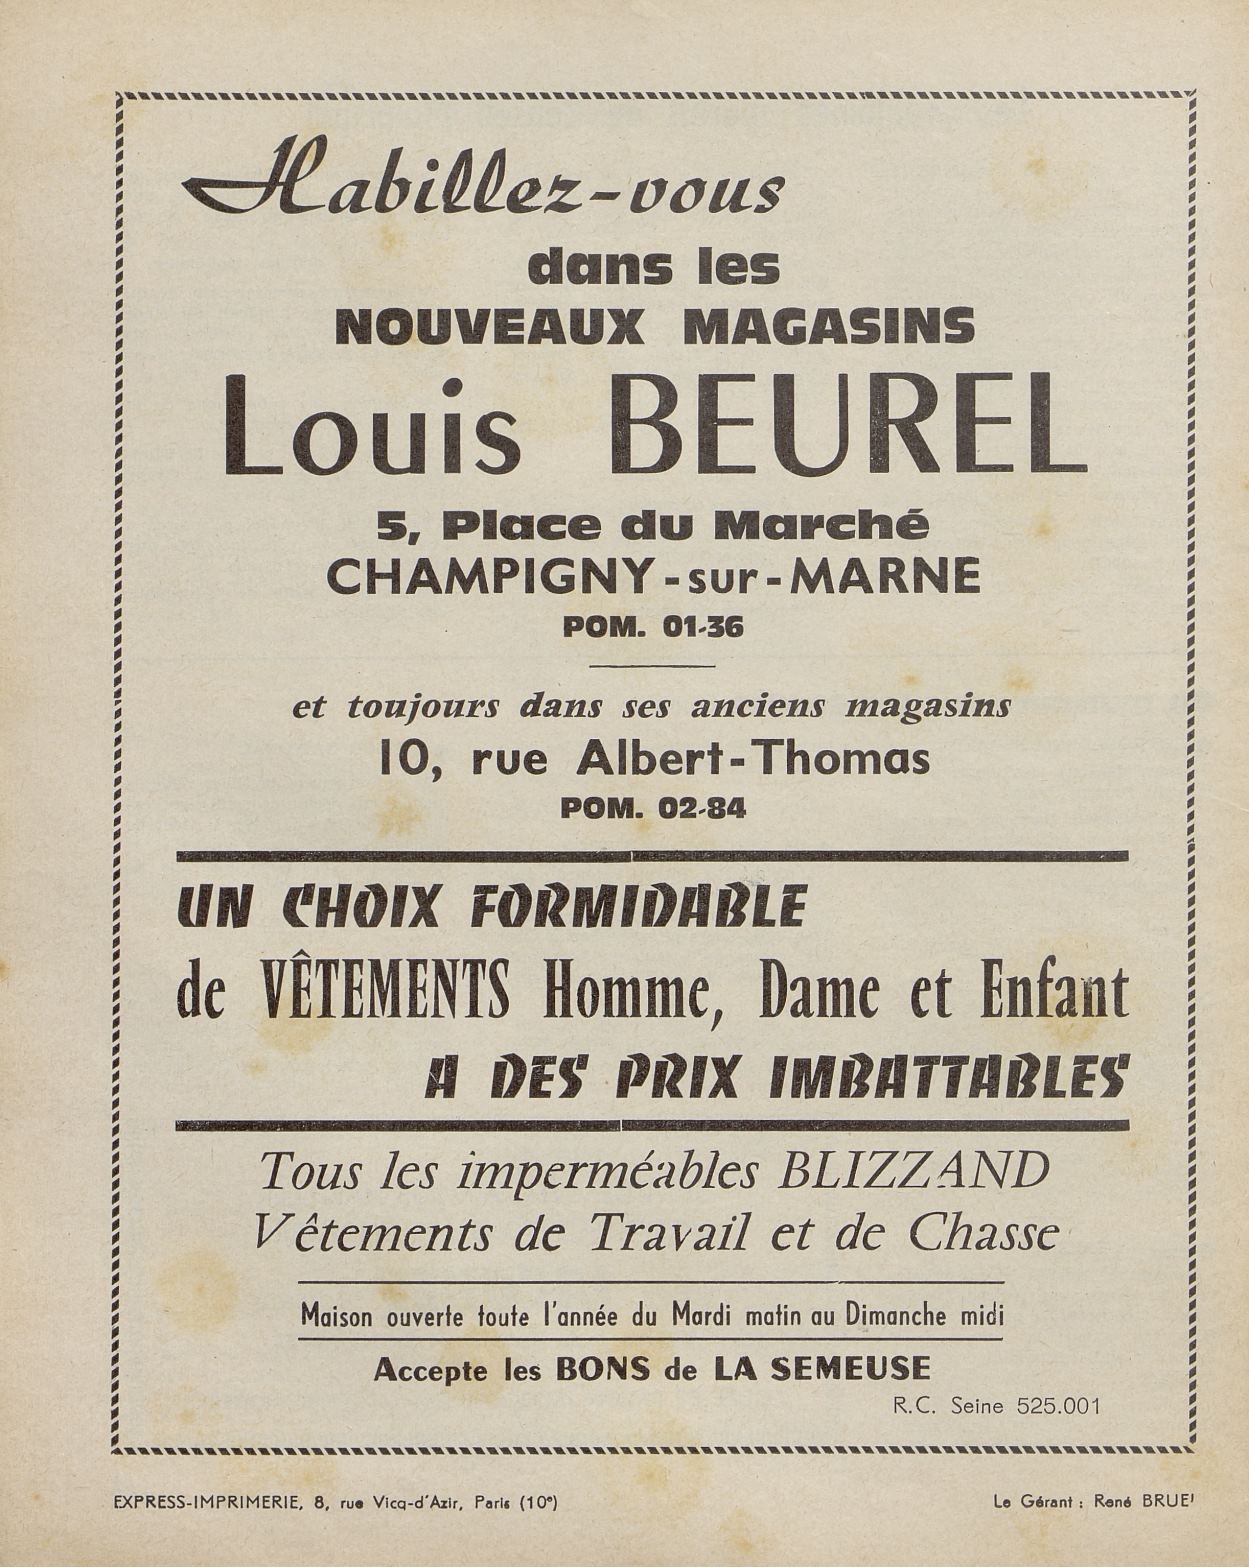 Habillez-vous
dans les
NOUVEAUX MAGASINS
Louis BEUREL
5, Place du Marché
CHAMPIGNY-sur-MARNE
POM. 01-36
et toujours dans ses anciens magasins
10, rue Albert-Thomas
POM. 02-84
UN CHOIX FORMIDABLE
de VÊTEMENTS Homme, Dame et Enfant
A DES PRIX IMBATTABLES
Tous les imperméables BLIZZAND
Vêtements de Travail et de Chasse
Maison ouverte toute l'année du Mardi matin au Dimanche midi
Accepte les BONS de LA SEMEUSE
R.C. Seine 525.001
EXPRESS-IMPRIMERIE, 8, rue Vicq-d'Azir, Paris (10e)
Le Gérant : René